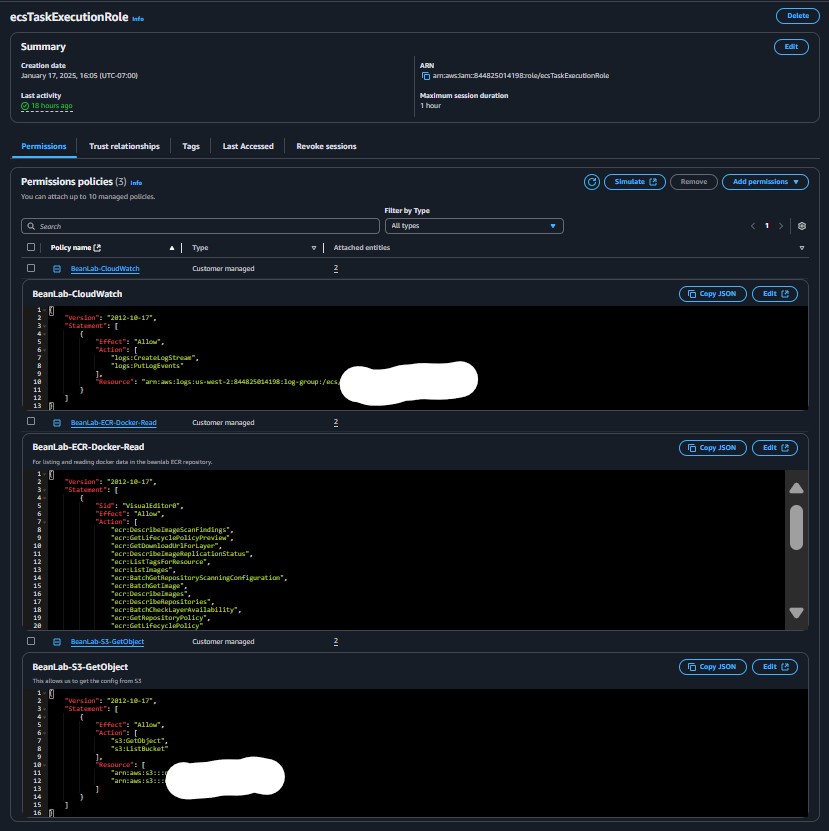 ecsTaskExecutionRole Info
Delete
Summary
Edit
Creation date
January 17, 2025, 16:05 (UTC-07:00)
ARN
arn:aws:iam::844825014198:role/ecsTaskExecutionRole
Last activity
18 hours ago
Maximum session duration
1 hour
Permissions Trust relationships Tags Last Accessed Revoke sessions
Permissions policies (3) Info
Simulate Remove Add permissions
You can attach up to 10 managed policies.
Filter by Type
Search
All types
1
Policy name Type Attached entities
BeanLab-CloudWatch Customer managed 2
BeanLab-CloudWatch
Copy JSON Edit
1 {
2 "Version": "2012-10-17",
3 "Statement": [
4 {
5 "Effect": "Allow",
6 "Action": [
7 "logs:CreateLogStream",
8 "logs:PutLogEvents"
9 ],
10 "Resource": "arn:aws:logs:us-west-2:844825014198:log-group:/ecs/
11 }
12 ]
13 }
BeanLab-ECR-Docker-Read Customer managed 2
BeanLab-ECR-Docker-Read
Copy JSON Edit
For listing and reading docker data in the beanlab ECR repository.
1 {
2 "Version": "2012-10-17",
3 "Statement": [
4 {
5 "Sid": "VisualEditor0",
6 "Effect": "Allow",
7 "Action": [
8 "ecr:DescribeImageScanFindings",
9 "ecr:GetLifecyclePolicyPreview",
10 "ecr:GetDownloadUrlForLayer",
11 "ecr:DescribeImageReplicationStatus",
12 "ecr:ListTagsForResource",
13 "ecr:ListImages",
14 "ecr:BatchGetRepositoryScanningConfiguration",
15 "ecr:BatchGetImage",
16 "ecr:DescribeImages",
17 "ecr:DescribeRepositories",
18 "ecr:BatchCheckLayerAvailability",
19 "ecr:GetRepositoryPolicy",
20 "ecr:GetLifecyclePolicy"
BeanLab-S3-GetObject Customer managed 2
BeanLab-S3-GetObject
Copy JSON Edit
This allows us to get the config from S3
1 {
2 "Version": "2012-10-17",
3 "Statement": [
4 {
5 "Effect": "Allow",
6 "Action": [
7 "s3:GetObject",
8 "s3:ListBucket"
9 ],
10 "Resource": [
11 "arn:aws:s3:::
12 "arn:aws:s3:::
13 ]
14 }
15 ]
16 }